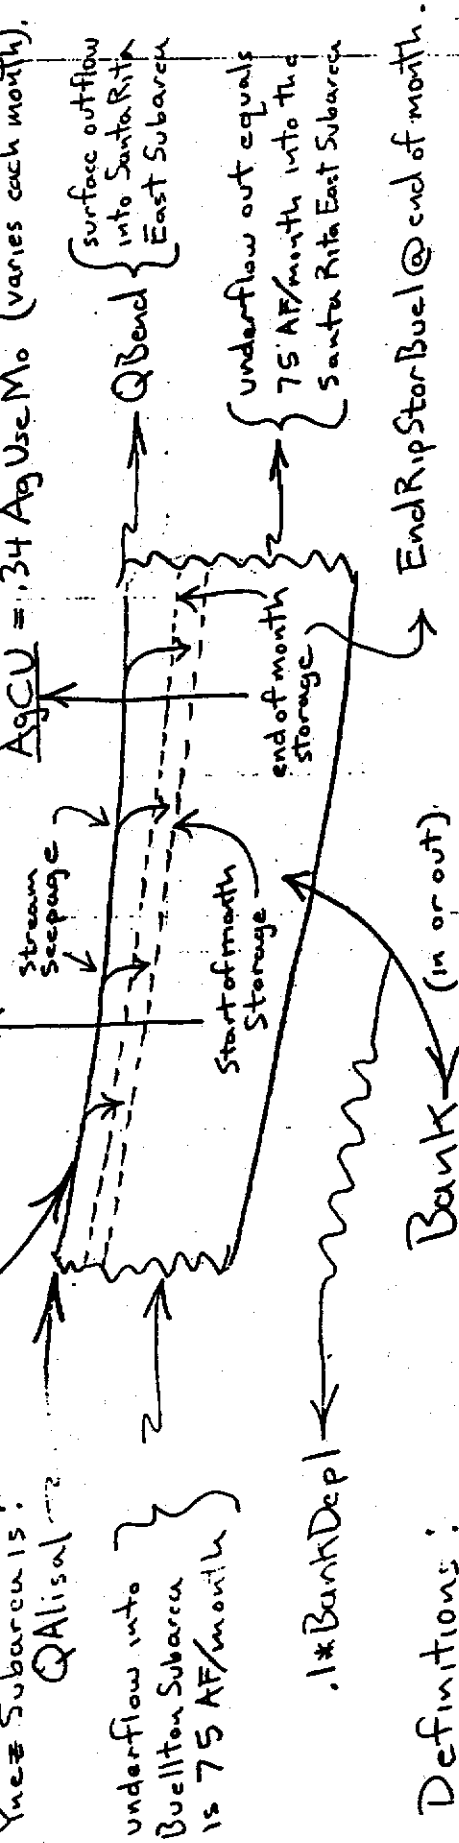 Ynez Subarea is:
QAlisal
AgCU = .34 AgUseMo (varies each month).
stream
seepage
QBend
surface outflow
into Santa Rita
East Subarea
underflow into
Buellton Subarea
is 75 AF/month
Start of month
Storage
end of month
storage
underflow out equals
75 AF/month into the
Santa Rita East Subarea
.1*BankDepl
EndRipStorBuel @ end of month.
Bank (in or out).
Definitions: